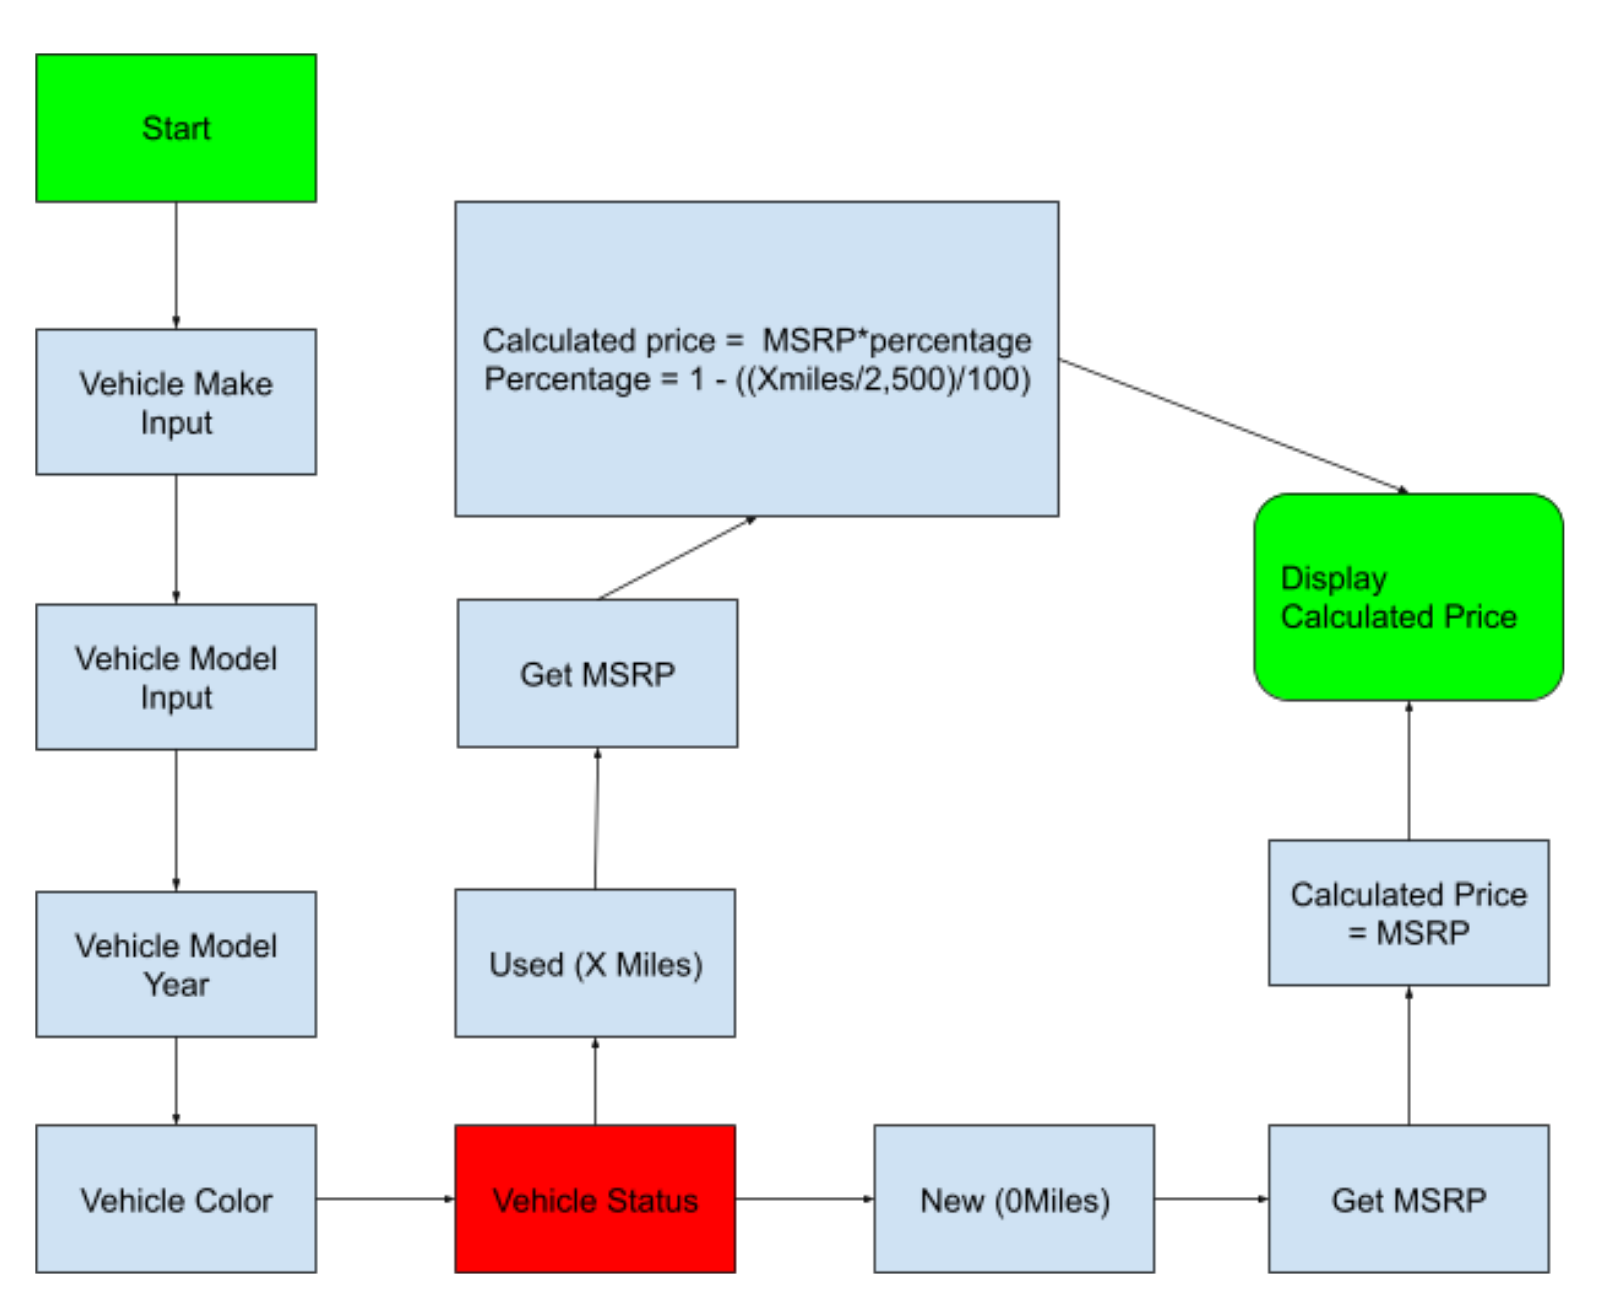 Start
Vehicle Make
Input
Vehicle Model
Input
Vehicle Model
Year
Vehicle Color
Vehicle Status
Used (X Miles)
Get MSRP
Calculated price =  MSRP*percentage
Percentage = 1 - ((Xmiles/2,500)/100)
New (0Miles)
Get MSRP
Calculated Price
= MSRP
Display
Calculated Price